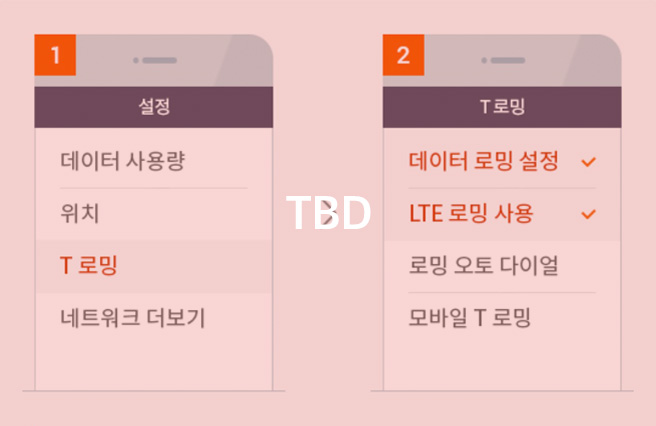 1
설정
데이터 사용량
위치
T 로밍
네트워크 더보기
TBD
2
T 로밍
데이터 로밍 설정
LTE 로밍 사용
로밍 오토 다이얼
모바일 T 로밍